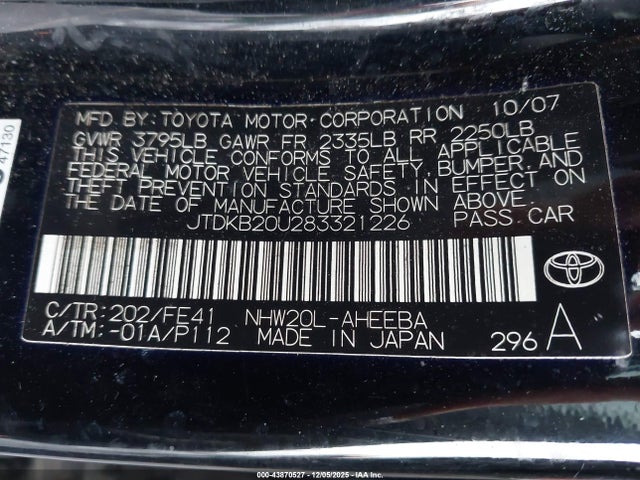 MFD. BY: TOYOTA MOTOR CORPORATION 10/07
GVWR 3795LB GAWR FR 2335LB RR 2250LB
THIS VEHICLE CONFORMS TO ALL APPLICABLE
FEDERAL MOTOR VEHICLE SAFETY, BUMPER, AND
THEFT PREVENTION STANDARDS IN EFFECT ON
THE DATE OF MANUFACTURE SHOWN ABOVE.
JTDKB20U283321226 PASS. CAR
C/TR: 202/FE41 NHW20L-AHEEBA
A/TM: -01A/P112 MADE IN JAPAN 296 A
47130
000-43870527 - 12/05/2025 - IAA Inc.